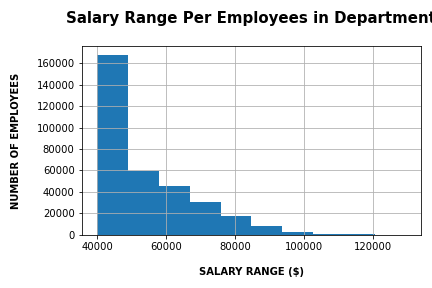 Salary Range Per Employees in Department
160000
140000
120000
100000
80000
60000
40000
20000
0
NUMBER OF EMPLOYEES
40000 60000 80000 100000 120000
SALARY RANGE ($)